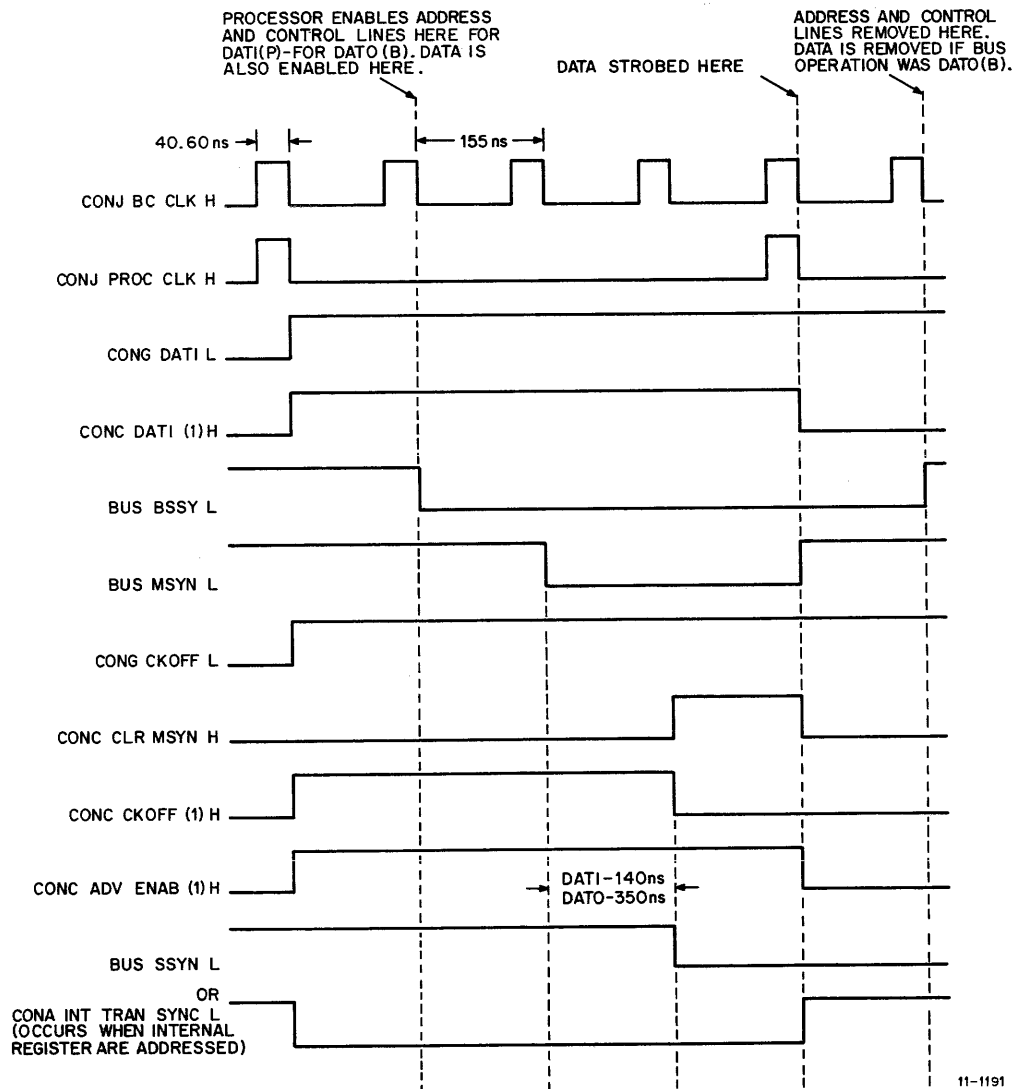 PROCESSOR ENABLES ADDRESS
AND CONTROL LINES HERE FOR
DATI(P)-FOR DATO (B). DATA IS
ALSO ENABLED HERE.
DATA STROBED HERE
ADDRESS AND CONTROL
LINES REMOVED HERE.
DATA IS REMOVED IF BUS
OPERATION WAS DATO(B).
40.60ns
155 ns
CONJ BC CLK H
CONJ PROC CLK H
CONG DATI L
CONC DATI (1) H
BUS BSSY L
BUS MSYN L
CONG CKOFF L
CONC CLR MSYN H
CONC CKOFF (1) H
CONC ADV ENAB (1) H
DATI-140ns
DATO-350ns
BUS SSYN L
OR
CONA INT TRAN SYNC L
(OCCURS WHEN INTERNAL
REGISTER ARE ADDRESSED)
11-1191